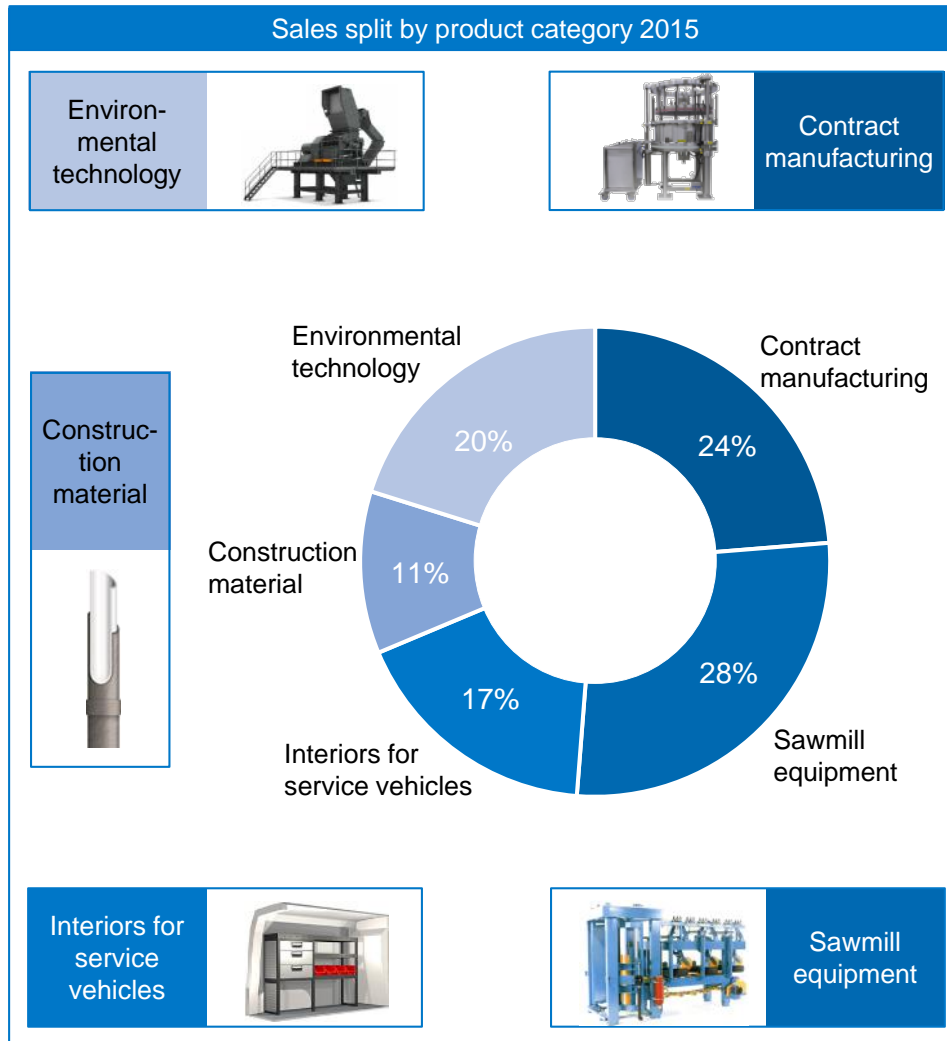 Sales split by product category 2015
Environ-
mental
technology
Contract
manufacturing
Environmental
technology
Contract
manufacturing
Construc-
tion
material
20%
24%
Construction
material
11%
28%
17%
Interiors for
service vehicles
Sawmill
equipment
Interiors for
service
vehicles
Sawmill
equipment